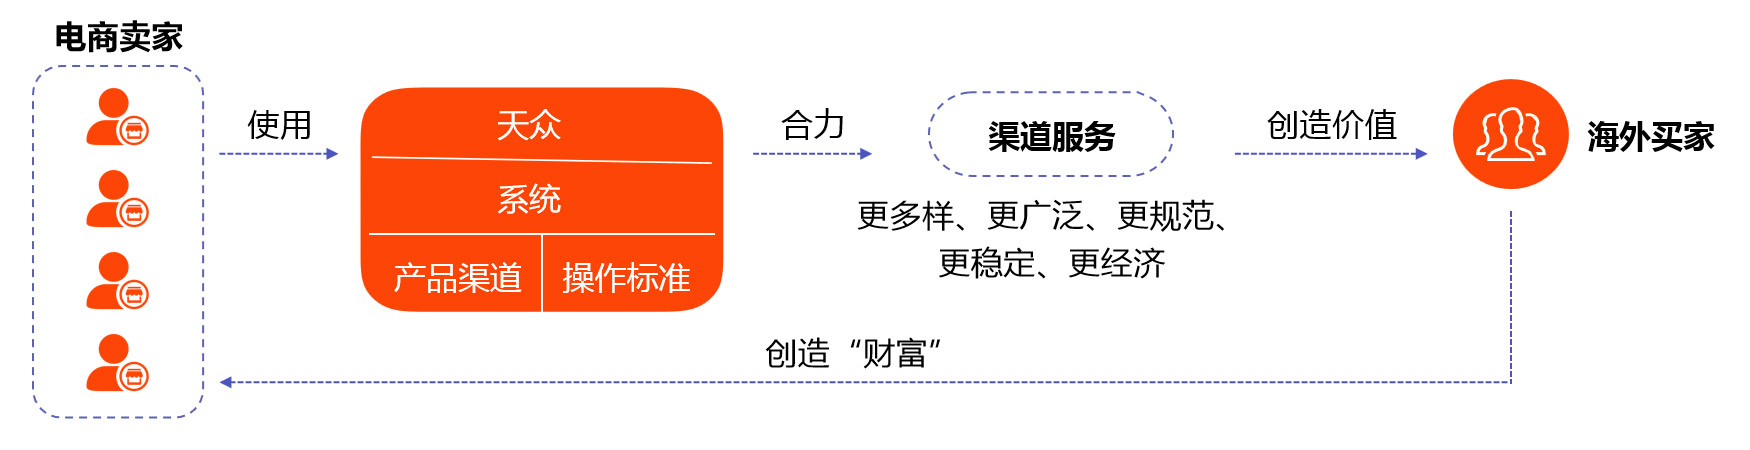 电商卖家
使用
天众
系统
产品渠道
操作标准
合力
渠道服务
更多样、更广泛、更规范、
更稳定、更经济
创造价值
海外买家
创造“财富”